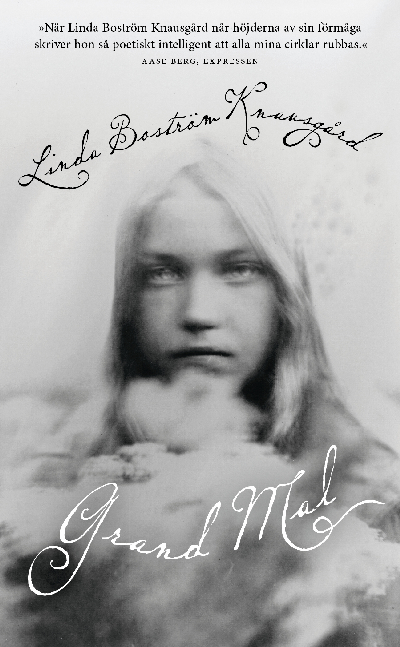 »När Linda Boström Knausgård når höjderna av sin förmåga
skriver hon så poetiskt intelligent att alla mina cirklar rubbas.«
AASE BERG, EXPRESSEN
Linda Boström Knausgård
Grand Mal